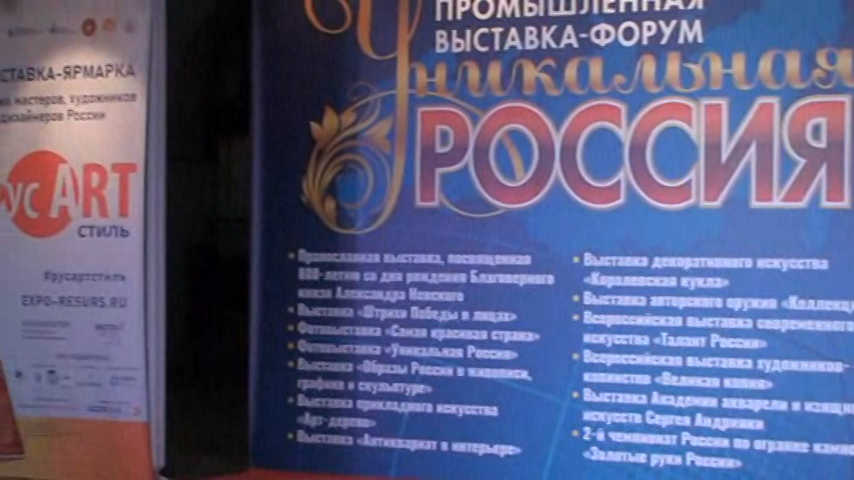 СТАВКА-ЯРМАРКА
мастеров, художников
дизайнеров России
УС ART
СТИЛЬ
#русартстиль
EXPO-RESURS.RU
ПРОМЫШЛЕННАЯ
ВЫСТАВКА-ФОРУМ
Уникальная
РОССИЯ
• Православная выставка, посвященная
800-летию со дня рождения Благоверного
князя Александра Невского
• Выставка «Штрихи Победы в лицах»
• Фотовыставка «Самая красивая страна»
• Фотовыставка «Уникальная Россия»
• Выставка «Образы России в живописи,
графике и скульптуре»
• Выставка прикладного искусства
«Арт-дерево»
• Выставка «Антиквариат в интерьере»
• Выставка декоративного искусства
«Королевская кукла»
• Выставка авторского оружия «Коллекц
• Всероссийская выставка современного
искусства «Талант России»
• Всероссийская выставка художников-
копиистов «Великая копия»
• Выставка Академии акварели и изящн
искусств Сергея Андрияки
• 2-й чемпионат России по огранке камн
«Золотые руки России»